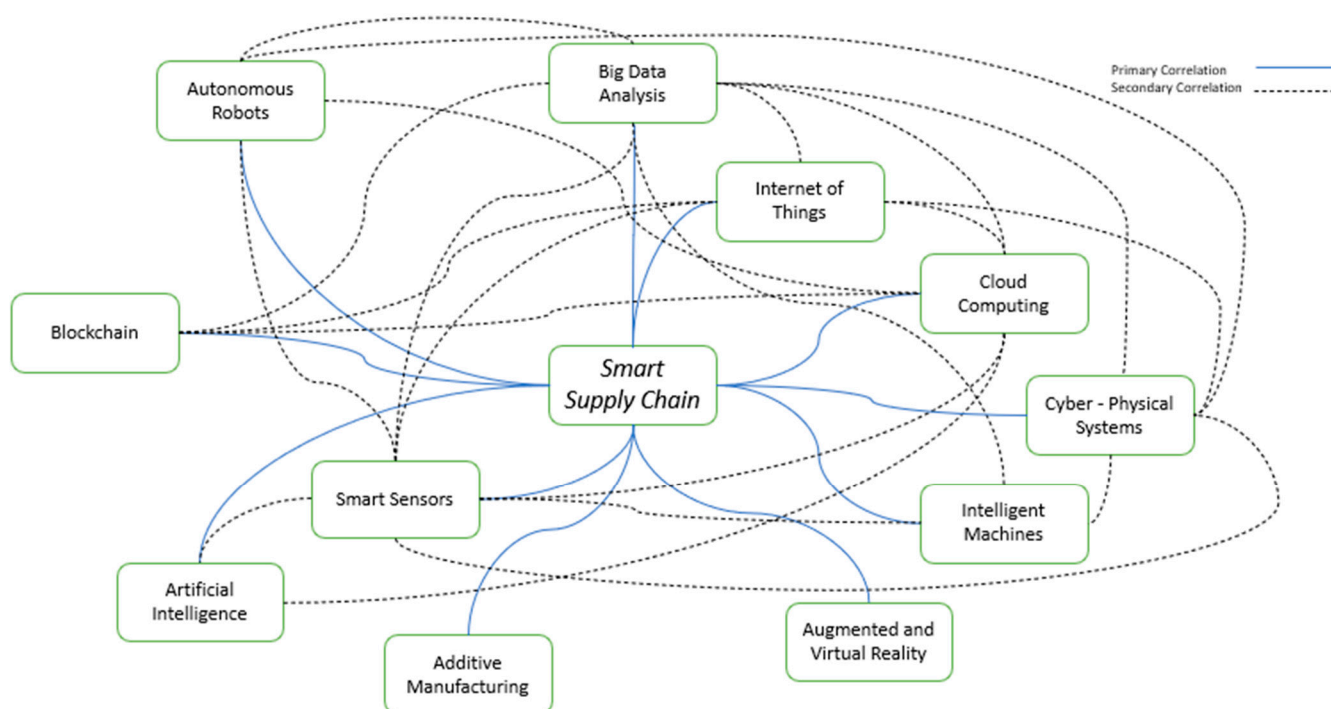 Autonomous
Robots
Big Data
Analysis
Primary Correlation
Secondary Correlation
Internet of
Things
Cloud
Computing
Blockchain
Smart
Supply Chain
Cyber - Physical
Systems
Smart Sensors
Intelligent
Machines
Artificial
Intelligence
Additive
Manufacturing
Augmented and
Virtual Reality